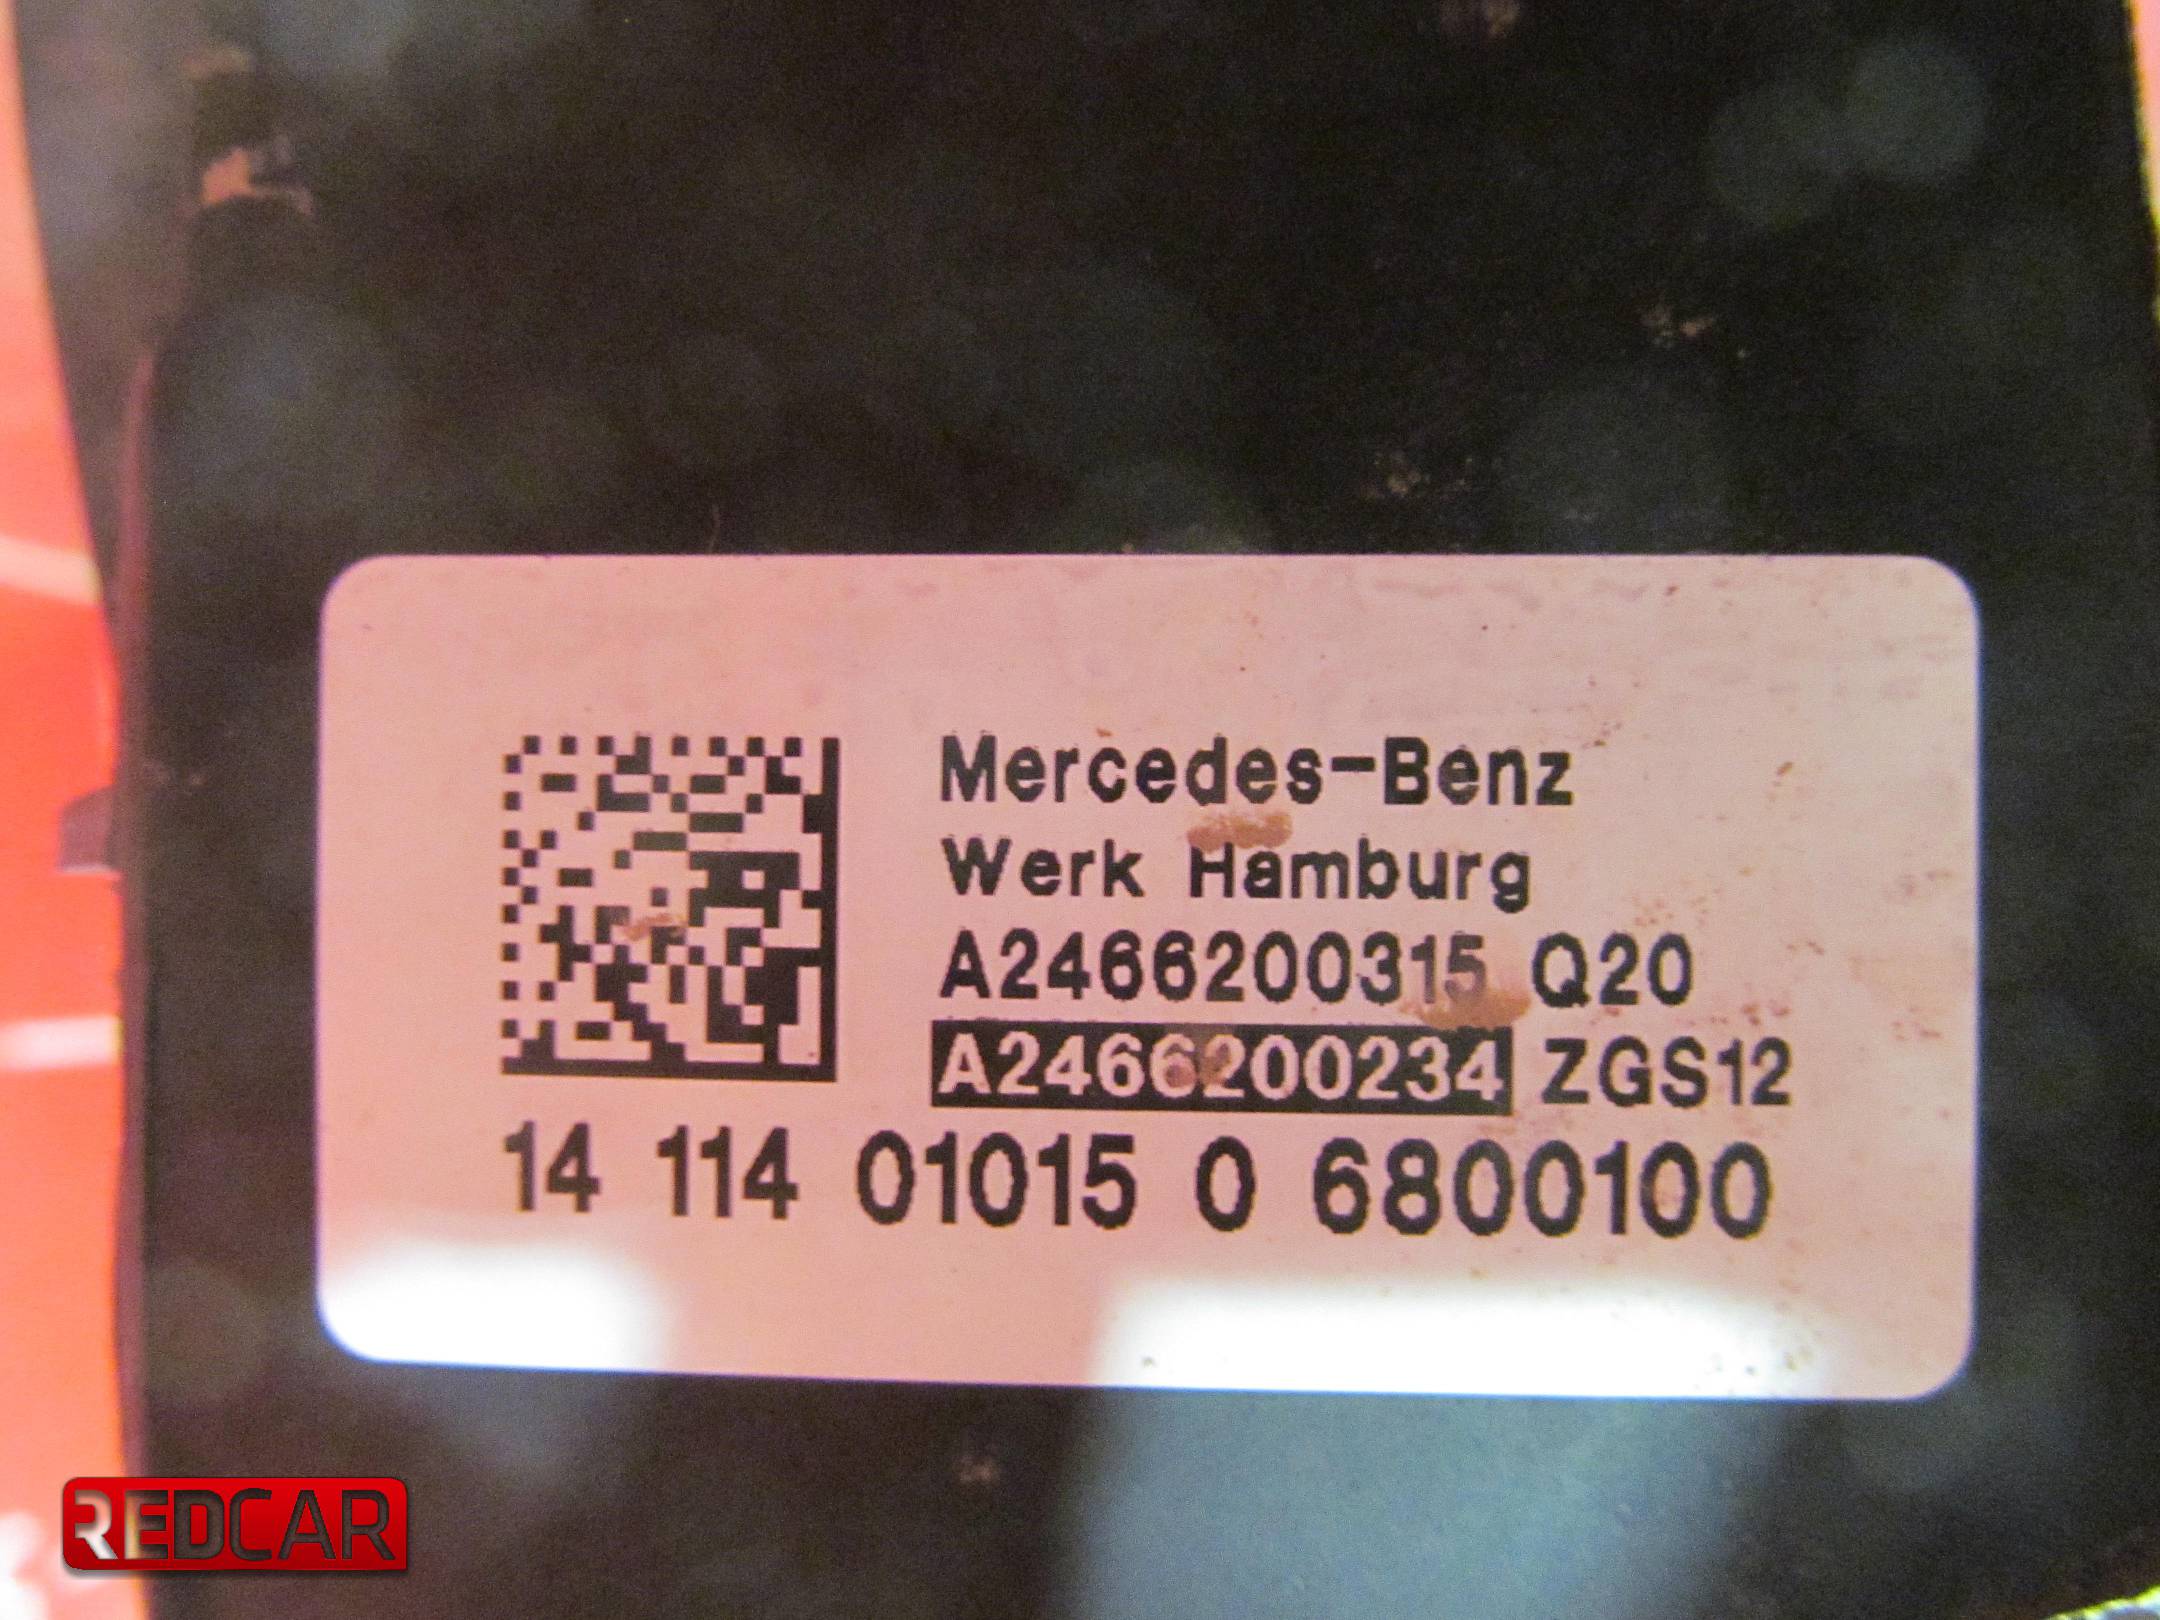 Mercedes-Benz
Werk Hamburg
A2466200315 Q20
A2466200234 ZGS12
14 114 01015 0 6800100
REDCAR